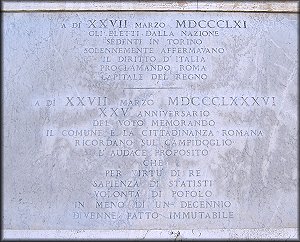 A DI XXVII MARZO MDCCCLXI
GLI ELETTI DALLA NAZIONE
SEDENTI IN TORINO
SOLENNEMENTE AFFERMAVANO
IL DIRITTO D'ITALIA
PROCLAMANDO ROMA
CAPITALE DEL REGNO
A DI XXVII MARZO MDCCCLXXXVI
XXV ANNIVERSARIO
DEL VOTO MEMORANDO
IL COMUNE E LA CITTADINANZA ROMANA
RICORDANO SUL CAMPIDOGLIO
L'AUDACE PROPOSITO
CHE
PER VIRTU DI RE
SAPIENZA DI STATISTI
VOLONTA DI POPOLO
IN MENO DI UN DECENNIO
DIVENNE FATTO IMMUTABILE